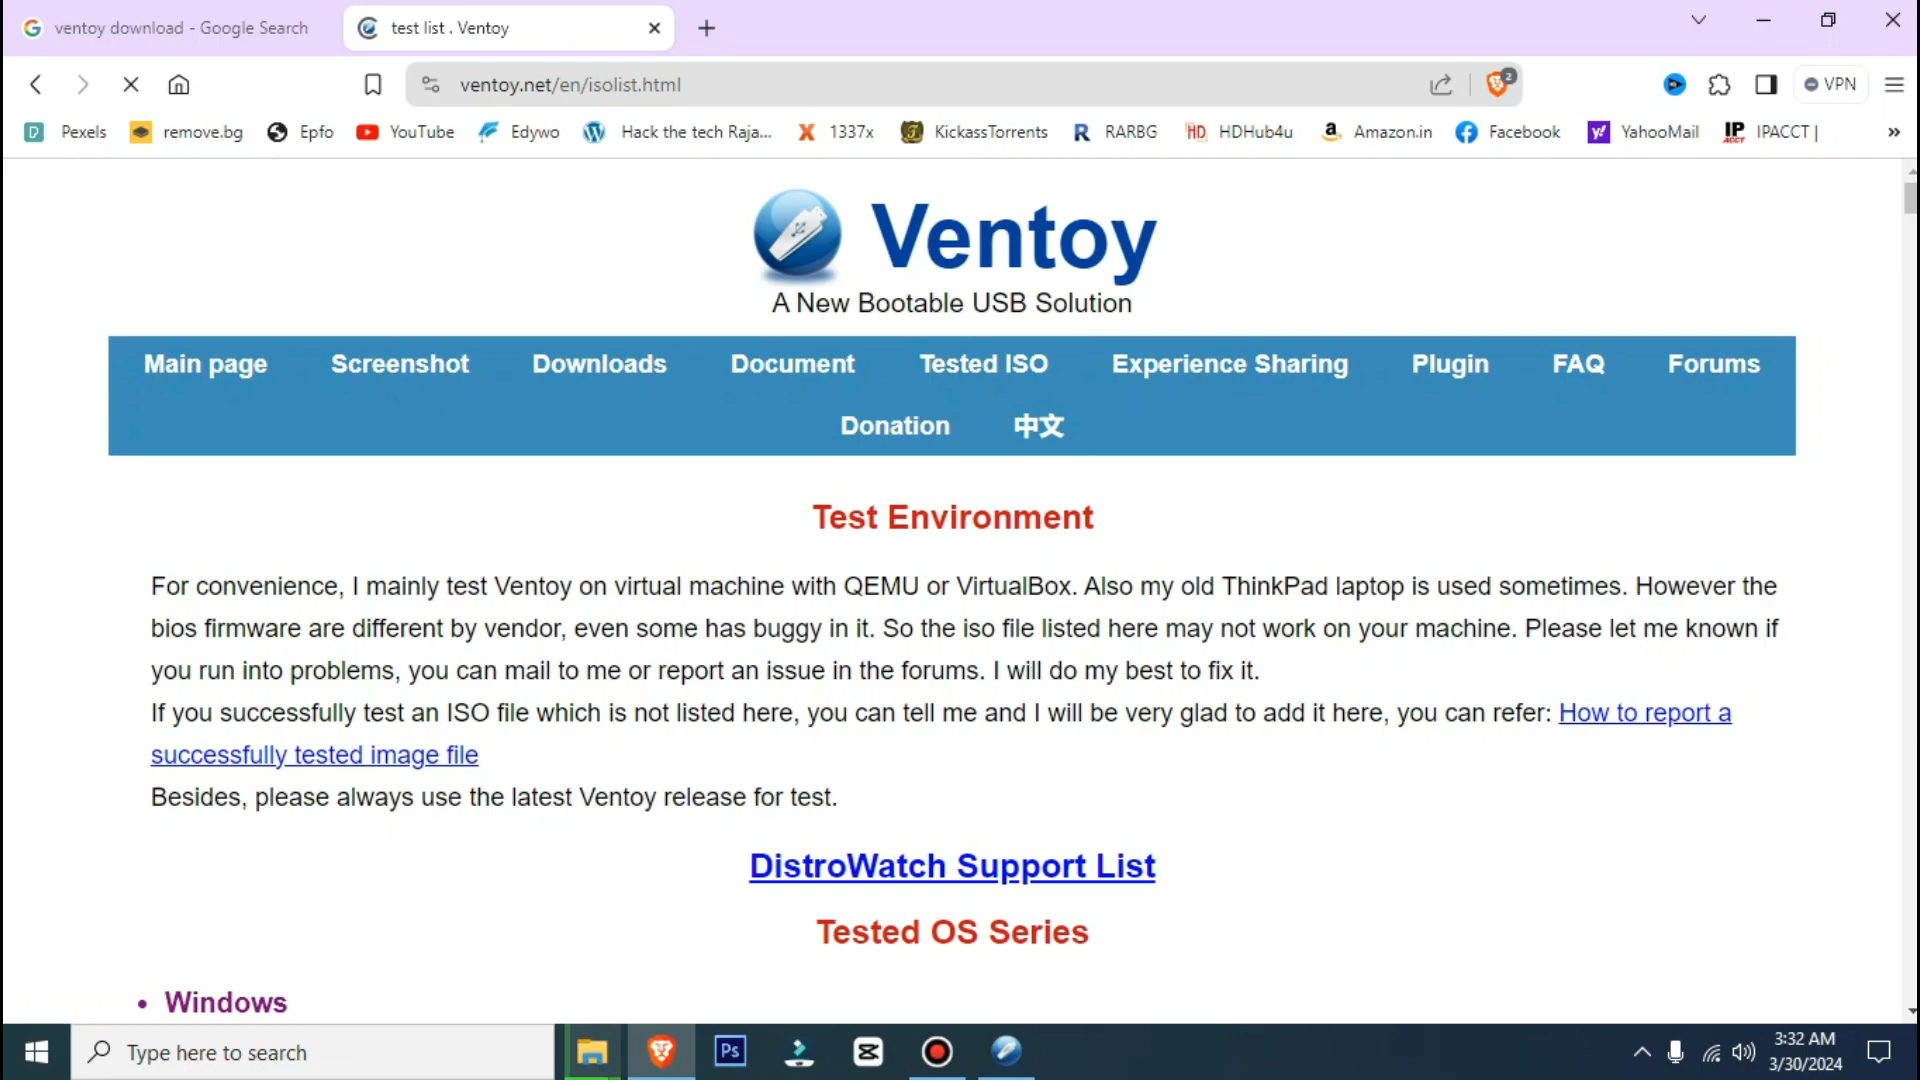 ventoy download - Google Search
test list . Ventoy
ventoy.net/en/isolist.html
2
VPN
Pexels
remove.bg
Epfo
YouTube
Edywo
Hack the tech Raja...
1337x
KickassTorrents
RARBG
HDHub4u
Amazon.in
Facebook
YahooMail
IPACCT |
»
Ventoy
A New Bootable USB Solution
Main page Screenshot Downloads Document Tested ISO Experience Sharing Plugin FAQ Forums
Donation 中文
Test Environment
For convenience, I mainly test Ventoy on virtual machine with QEMU or VirtualBox. Also my old ThinkPad laptop is used sometimes. However the
bios firmware are different by vendor, even some has buggy in it. So the iso file listed here may not work on your machine. Please let me known if
you run into problems, you can mail to me or report an issue in the forums. I will do my best to fix it.
If you successfully test an ISO file which is not listed here, you can tell me and I will be very glad to add it here, you can refer: How to report a
successfully tested image file
Besides, please always use the latest Ventoy release for test.
DistroWatch Support List
Tested OS Series
• Windows
Type here to search
Ps
3:32 AM
3/30/2024